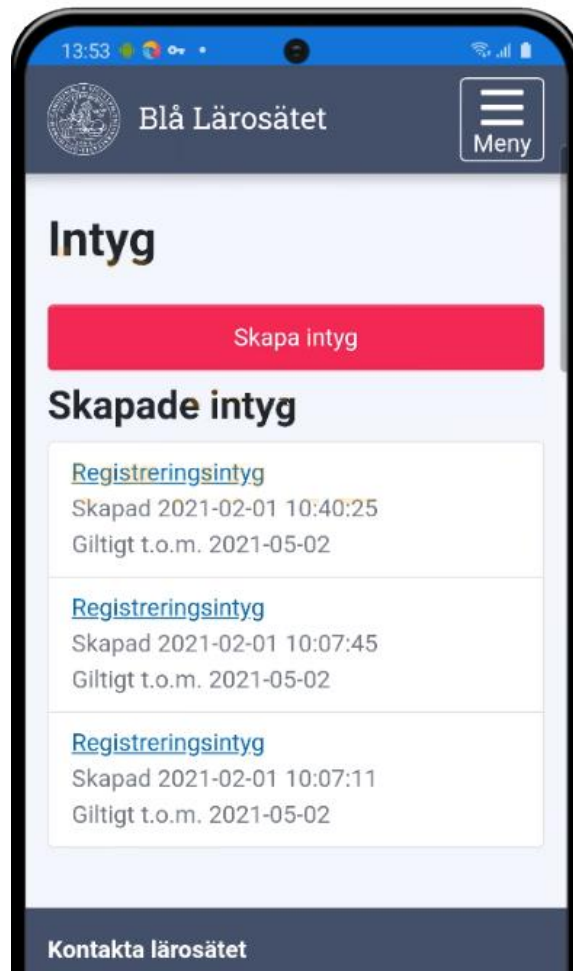 13:53
Blå Lärosätet
Meny
Intyg
Skapa intyg
Skapade intyg
Registreringsintyg
Skapad 2021-02-01 10:40:25
Giltigt t.o.m. 2021-05-02
Registreringsintyg
Skapad 2021-02-01 10:07:45
Giltigt t.o.m. 2021-05-02
Registreringsintyg
Skapad 2021-02-01 10:07:11
Giltigt t.o.m. 2021-05-02
Kontakta lärosätet